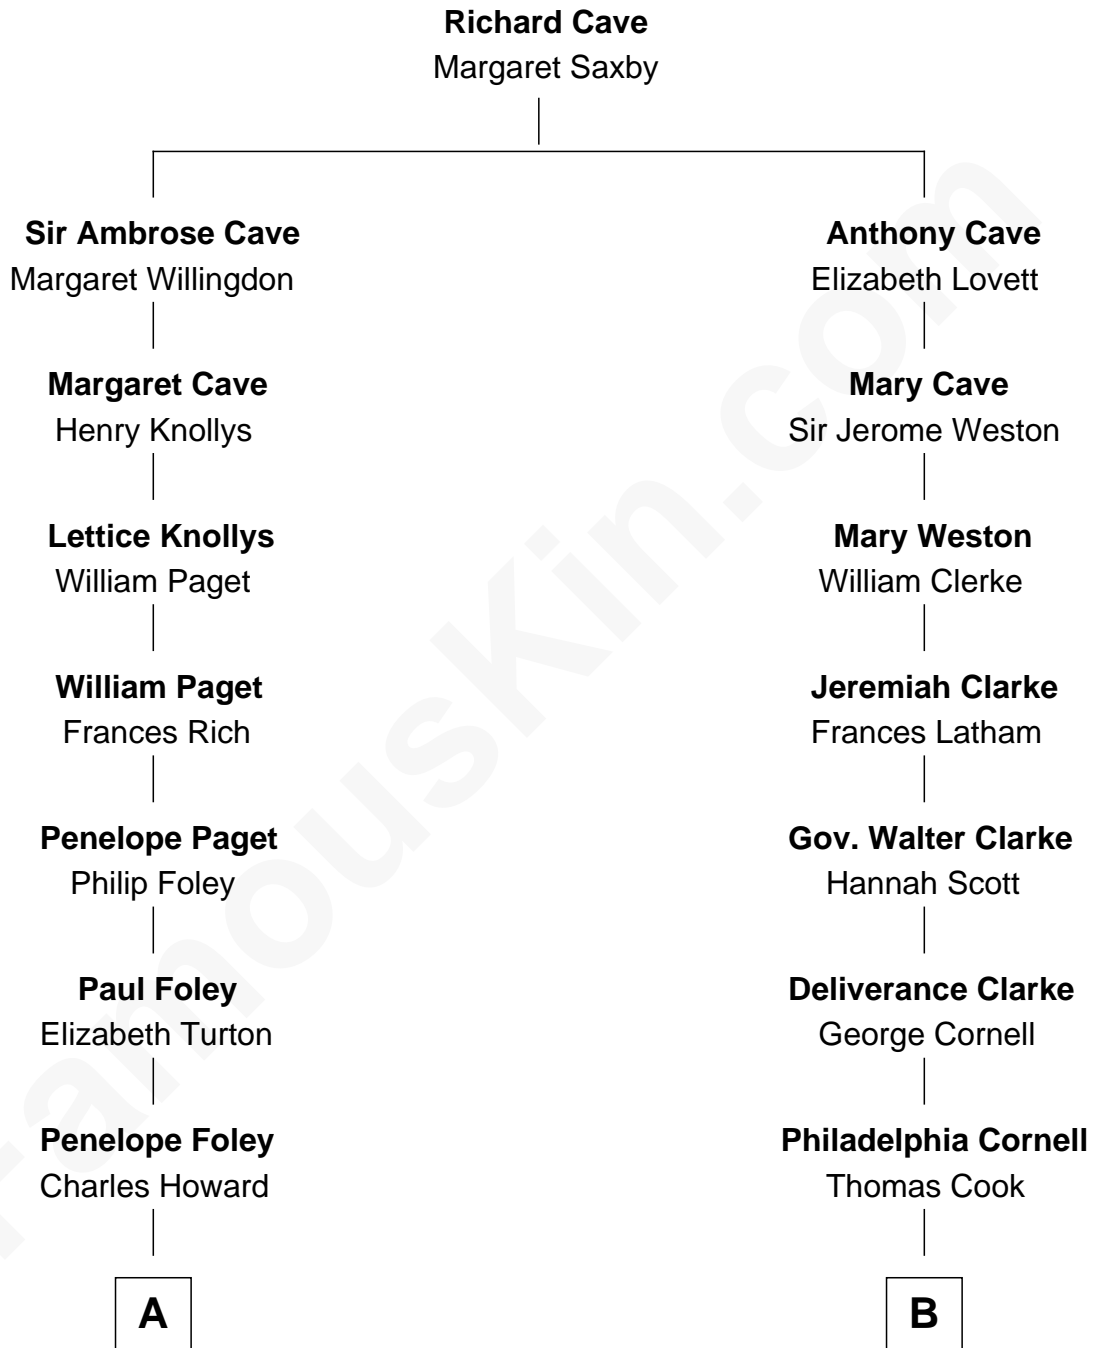 Richard Cave
Margaret Saxby
Sir Ambrose Cave
Margaret Willingdon
Anthony Cave
Elizabeth Lovett
Margaret Cave
Henry Knollys
Mary Cave
Sir Jerome Weston
Lettice Knollys
William Paget
Mary Weston
William Clerke
William Paget
Frances Rich
Jeremiah Clarke
Frances Latham
Penelope Paget
Philip Foley
Gov. Walter Clarke
Hannah Scott
Paul Foley
Elizabeth Turton
Deliverance Clarke
George Cornell
Penelope Foley
Charles Howard
Philadelphia Cornell
Thomas Cook
A
B
FamousKin.com